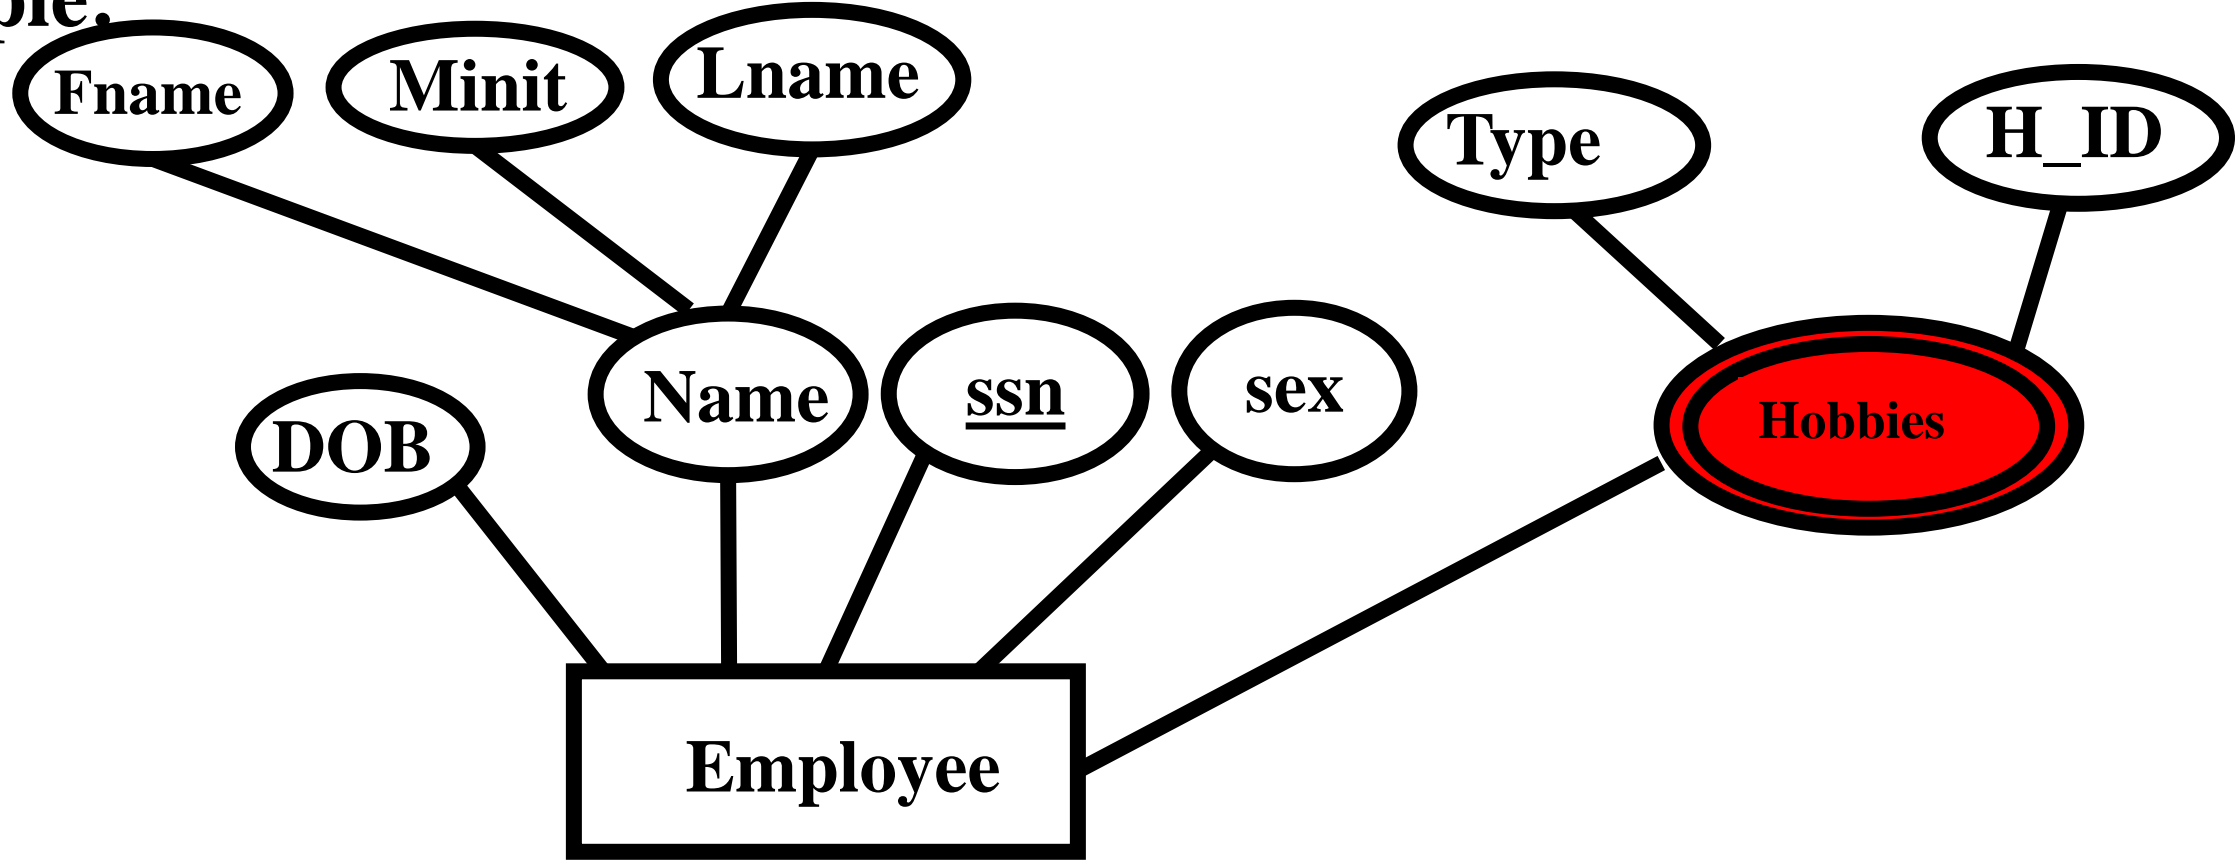 Fname
Minit
Lname
Type
H_ID
Name
ssn
sex
DOB
Hobbies
Employee